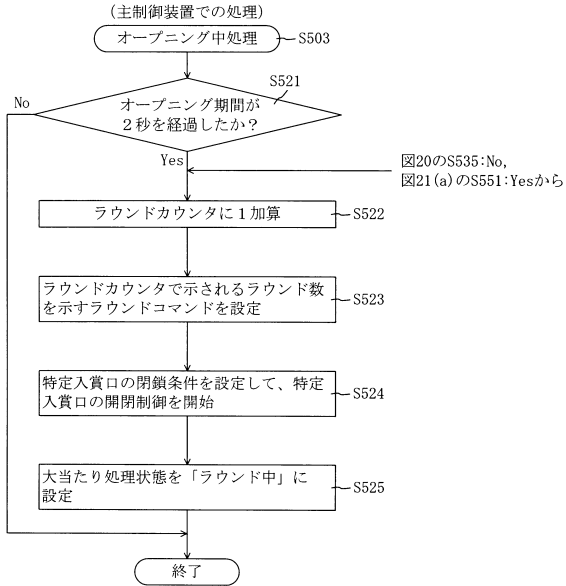 (主制御装置での処理)
オープニング中処理
S503
S521
No
オープニング期間が
2秒を経過したか?
Yes
図20のS535:No,
図21(a)のS551:Yesから
ラウンドカウンタに1加算
S522
ラウンドカウンタで示されるラウンド数
を示すラウンドコマンドを設定
S523
特定入賞口の閉鎖条件を設定して、特定
入賞口の開閉制御を開始
S524
大当たり処理状態を「ラウンド中」に
設定
S525
終了